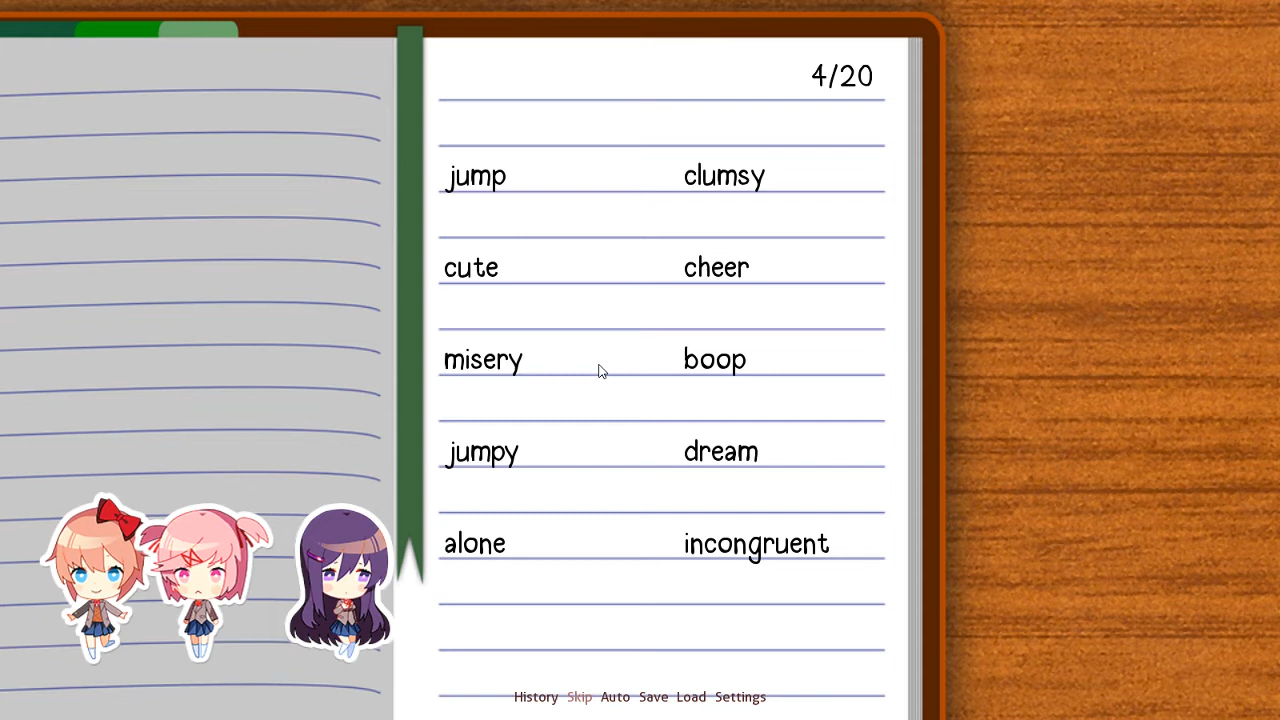 4/20
jump clumsy
cute cheer
misery boop
jumpy dream
alone incongruent
History Skip Auto Save Load Settings